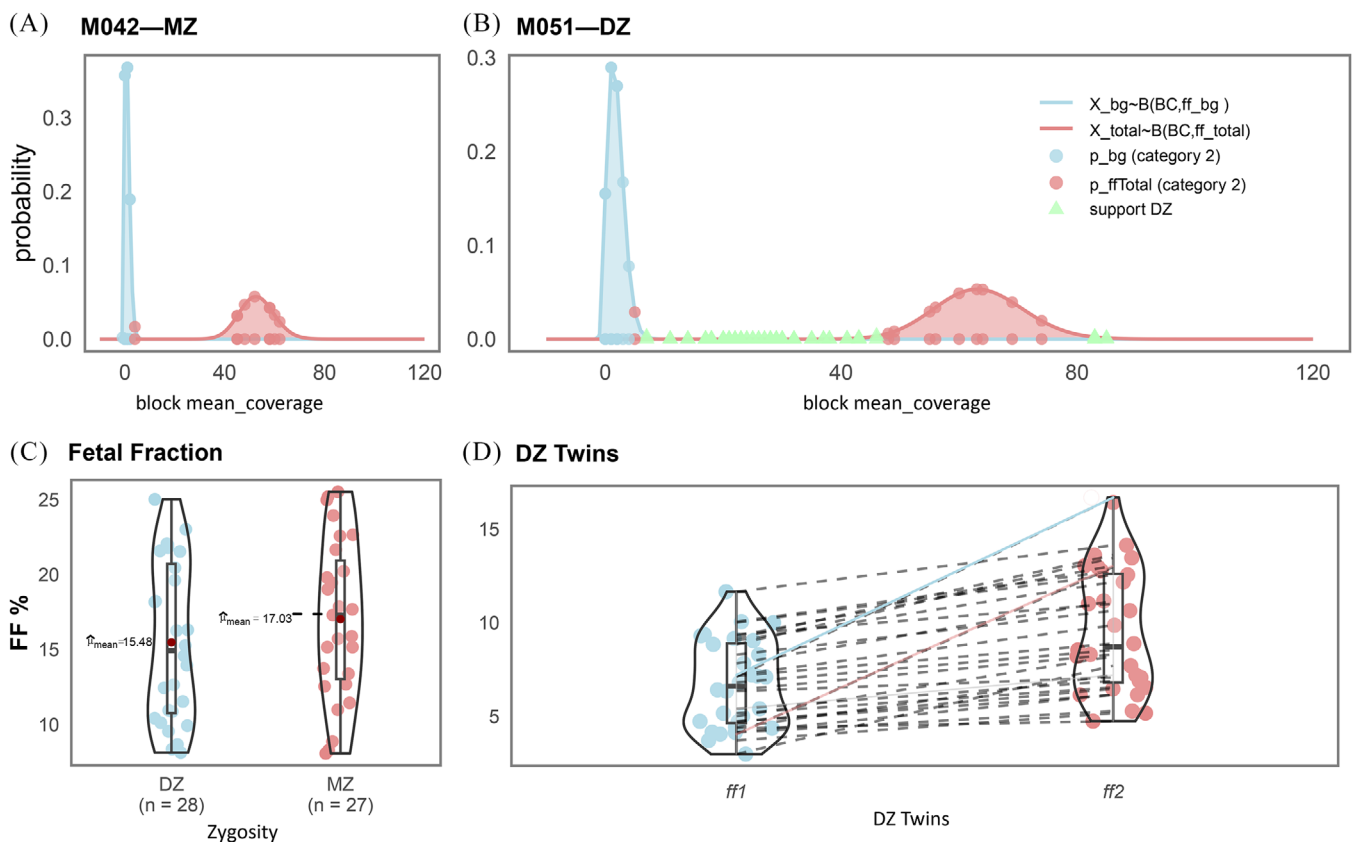 (A) M042—MZ
probability
0.3
0.2
0.1
0.0
0 40 80 120
block mean_coverage
(B) M051—DZ
0.3
0.2
0.1
0.0
X_bg~B(BC,ff_bg )
X_total~B(BC,ff_total)
p_bg (category 2)
p_ffTotal (category 2)
support DZ
0 40 80 120
block mean_coverage
(C) Fetal Fraction
FF %
25
20
15
10
μ̂mean=15.48
μ̂mean = 17.03
DZ MZ
(n = 28) (n = 27)
Zygosity
(D) DZ Twins
15
10
5
ff1 ff2
DZ Twins